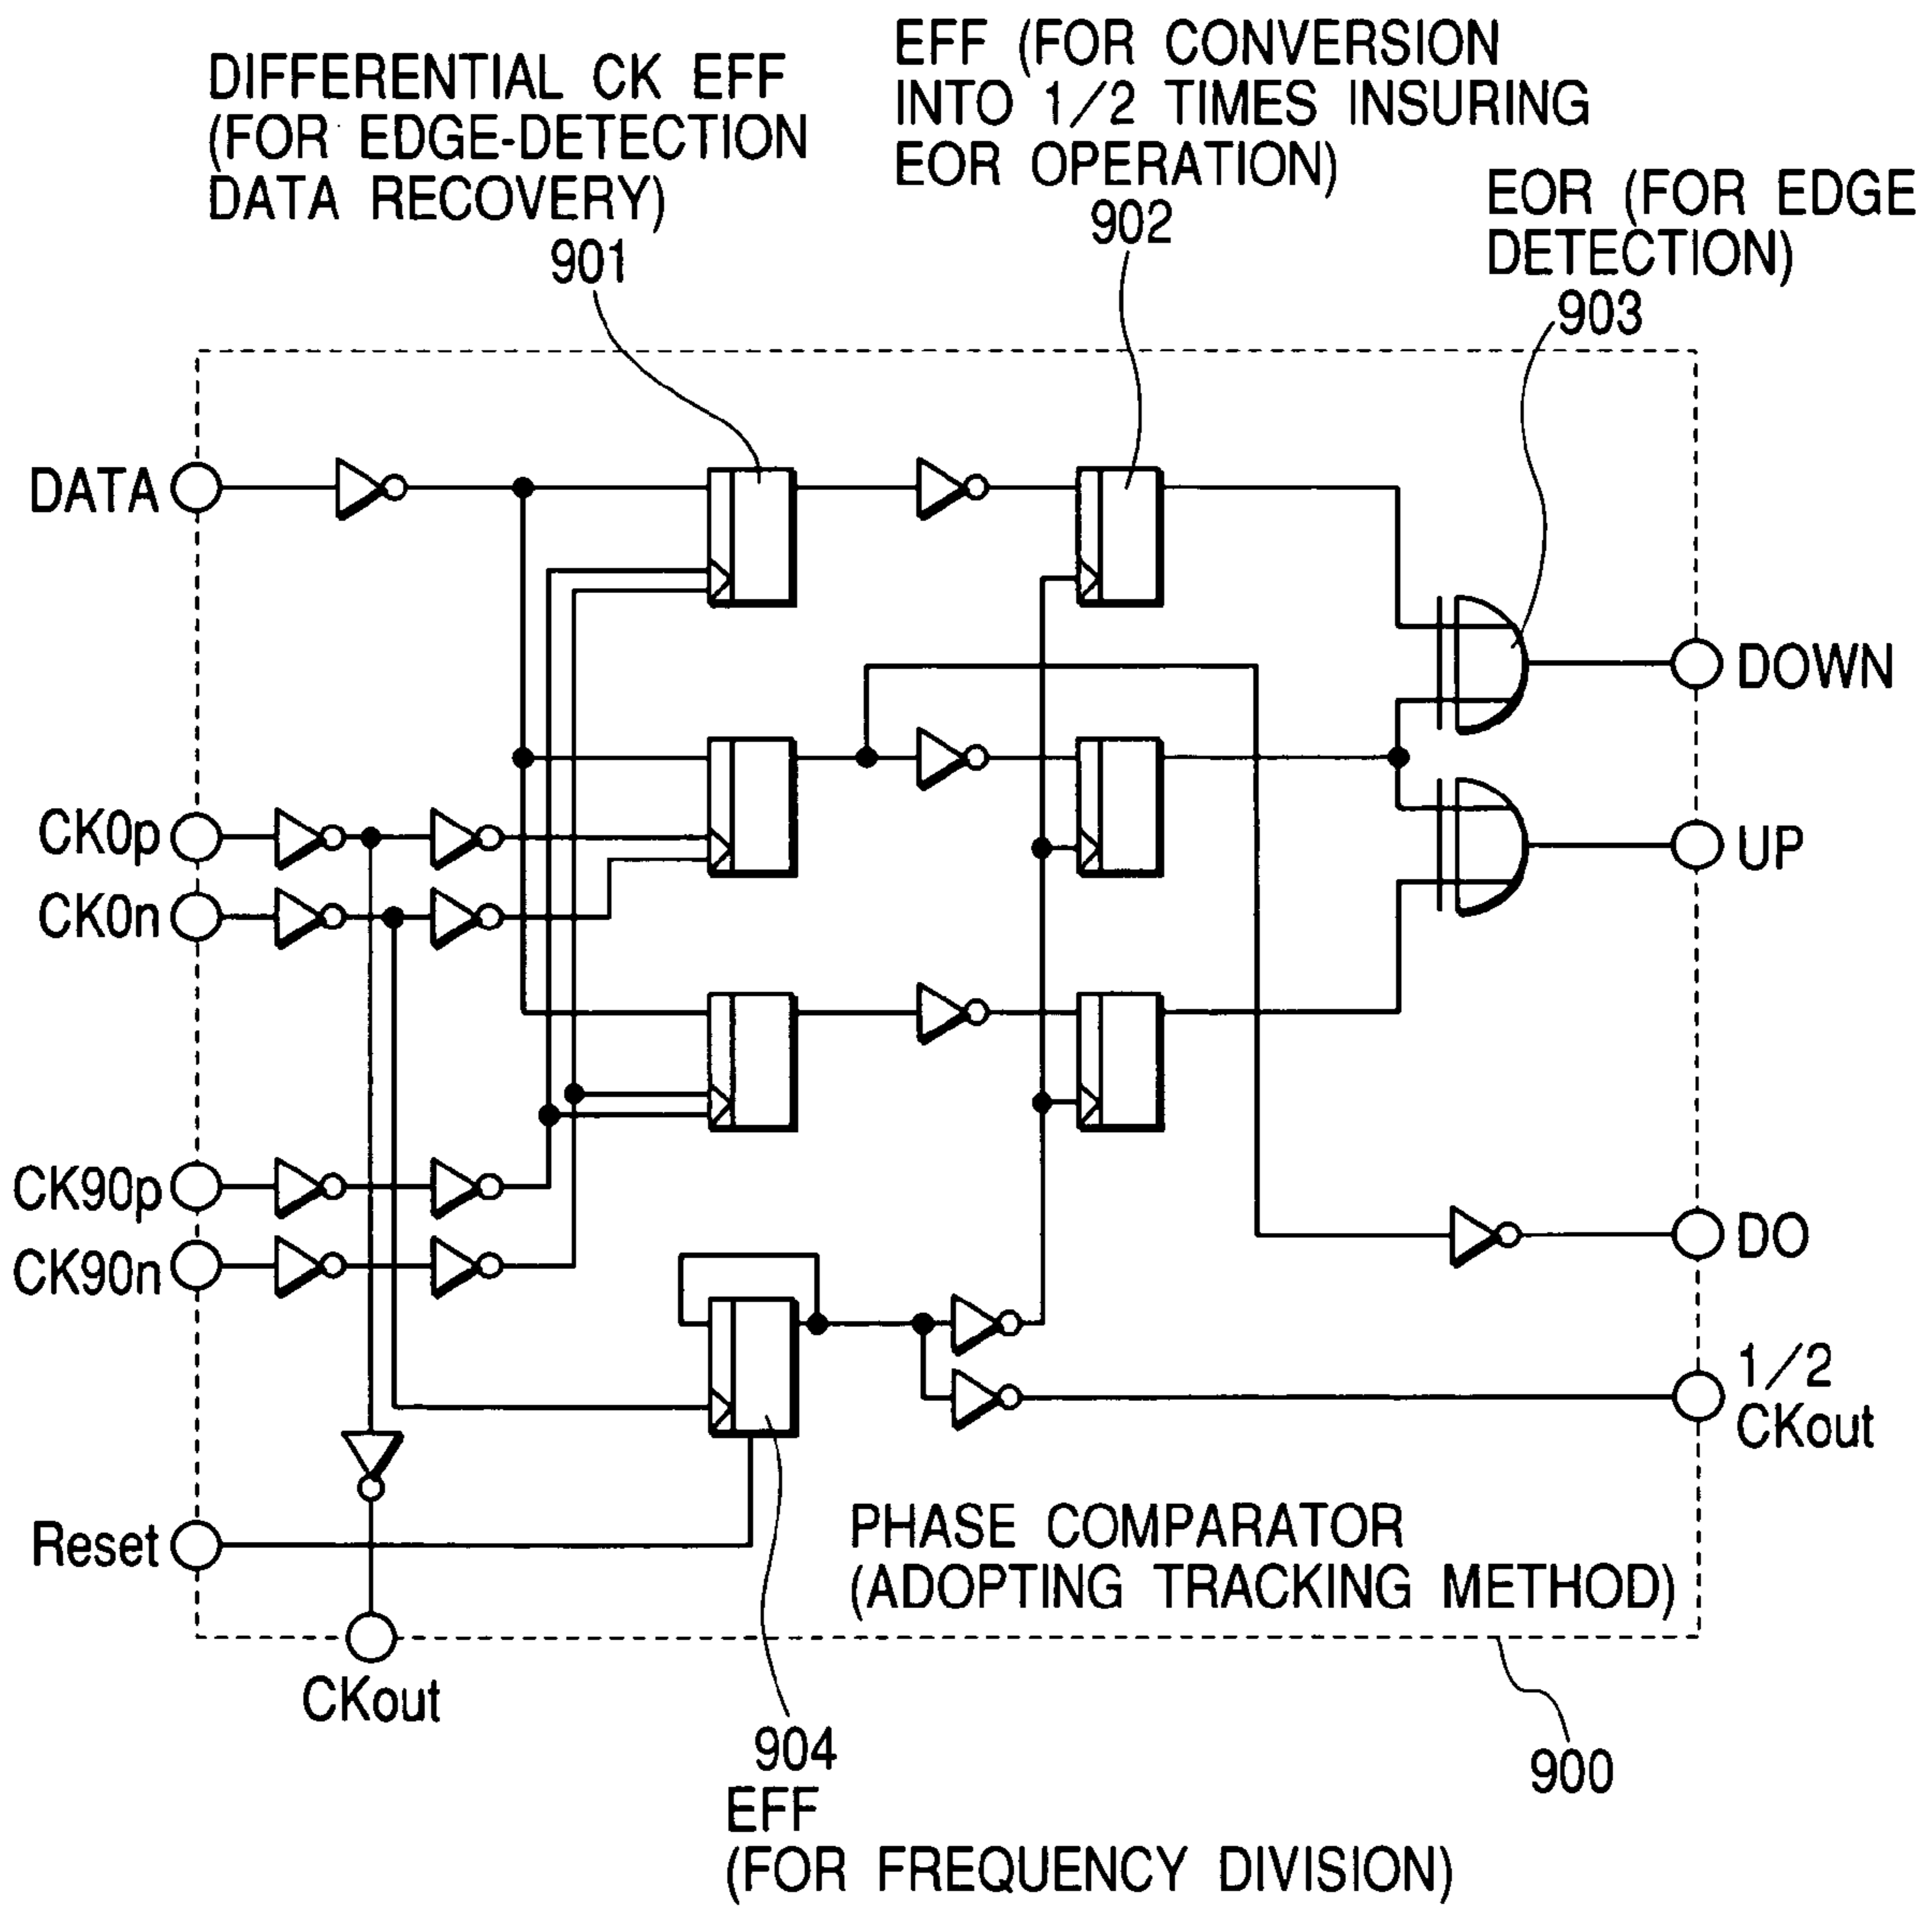 DIFFERENTIAL CK EFF
(FOR EDGE-DETECTION
DATA RECOVERY)
901
EFF (FOR CONVERSION
INTO 1/2 TIMES INSURING
EOR OPERATION)
902
EOR (FOR EDGE
DETECTION)
903
DATA
DOWN
CK0p
UP
CK0n
CK90p
DO
CK90n
1/2
CKout
Reset
PHASE COMPARATOR
(ADOPTING TRACKING METHOD)
CKout
904
EFF
(FOR FREQUENCY DIVISION)
900